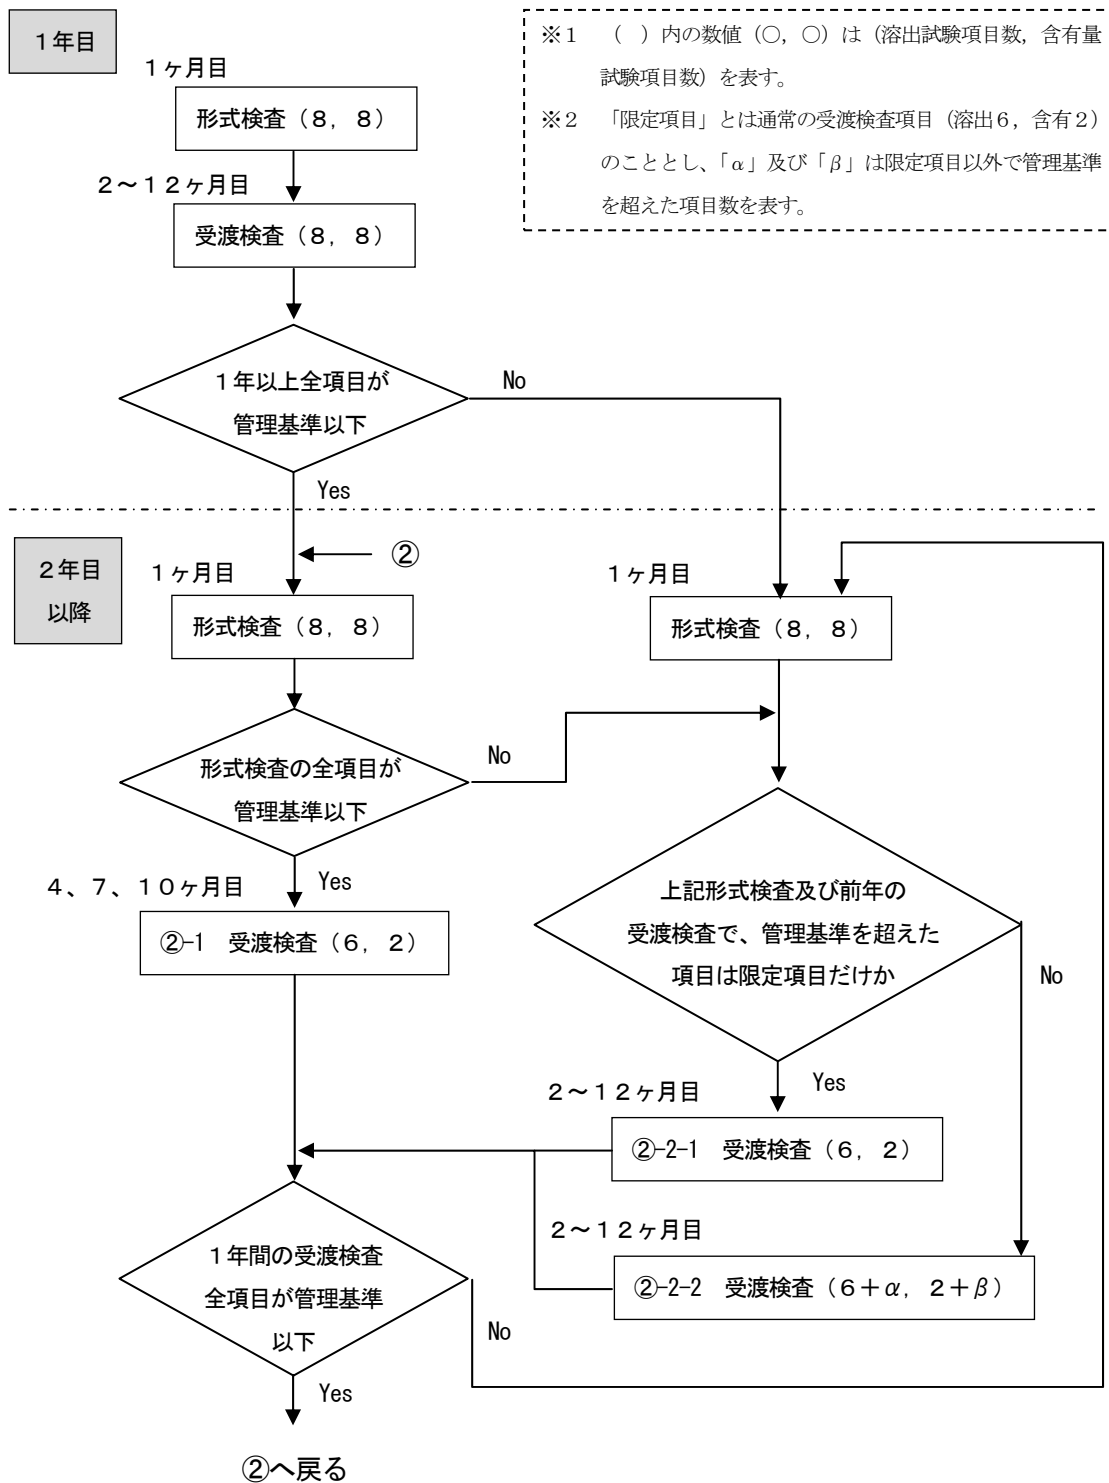 １年目
※１　（　）内の数値（○，○）は（溶出試験項目数，含有量
試験項目数）を表す。
※２　「限定項目」とは通常の受渡検査項目（溶出６，含有２）
のこととし、「α」及び「β」は限定項目以外で管理基準
を超えた項目数を表す。
１ヶ月目
形式検査（８，８）
２～１２ヶ月目
受渡検査（８，８）
１年以上全項目が
管理基準以下
No
Yes
２年目
以降
②
１ヶ月目
形式検査（８，８）
１ヶ月目
形式検査（８，８）
形式検査の全項目が
管理基準以下
No
Yes
４、７、１０ヶ月目
②-1　受渡検査（６，２）
上記形式検査及び前年の
受渡検査で、管理基準を超えた
項目は限定項目だけか
No
Yes
２～１２ヶ月目
②-2-1　受渡検査（６，２）
２～１２ヶ月目
②-2-2　受渡検査（６＋α，２＋β）
１年間の受渡検査
全項目が管理基準
以下
No
Yes
②へ戻る